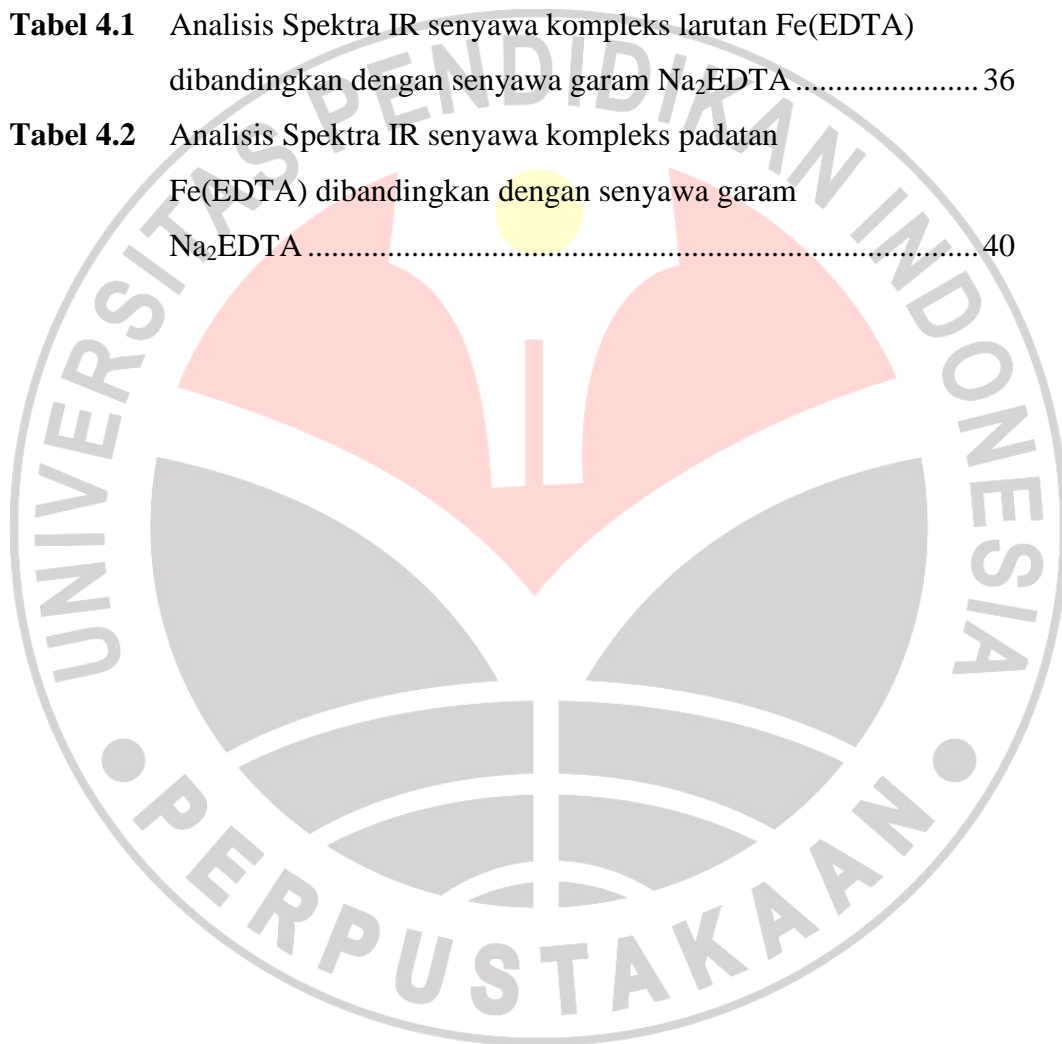 Tabel 4.1 Analisis Spektra IR senyawa kompleks larutan Fe(EDTA)
dibandingkan dengan senyawa garam Na₂EDTA ...................... 36
Tabel 4.2 Analisis Spektra IR senyawa kompleks padatan
Fe(EDTA) dibandingkan dengan senyawa garam
Na₂EDTA ................................................................................ 40
UNIVERSITAS PENDIDIKAN INDONESIA
PERPUSTAKAAN